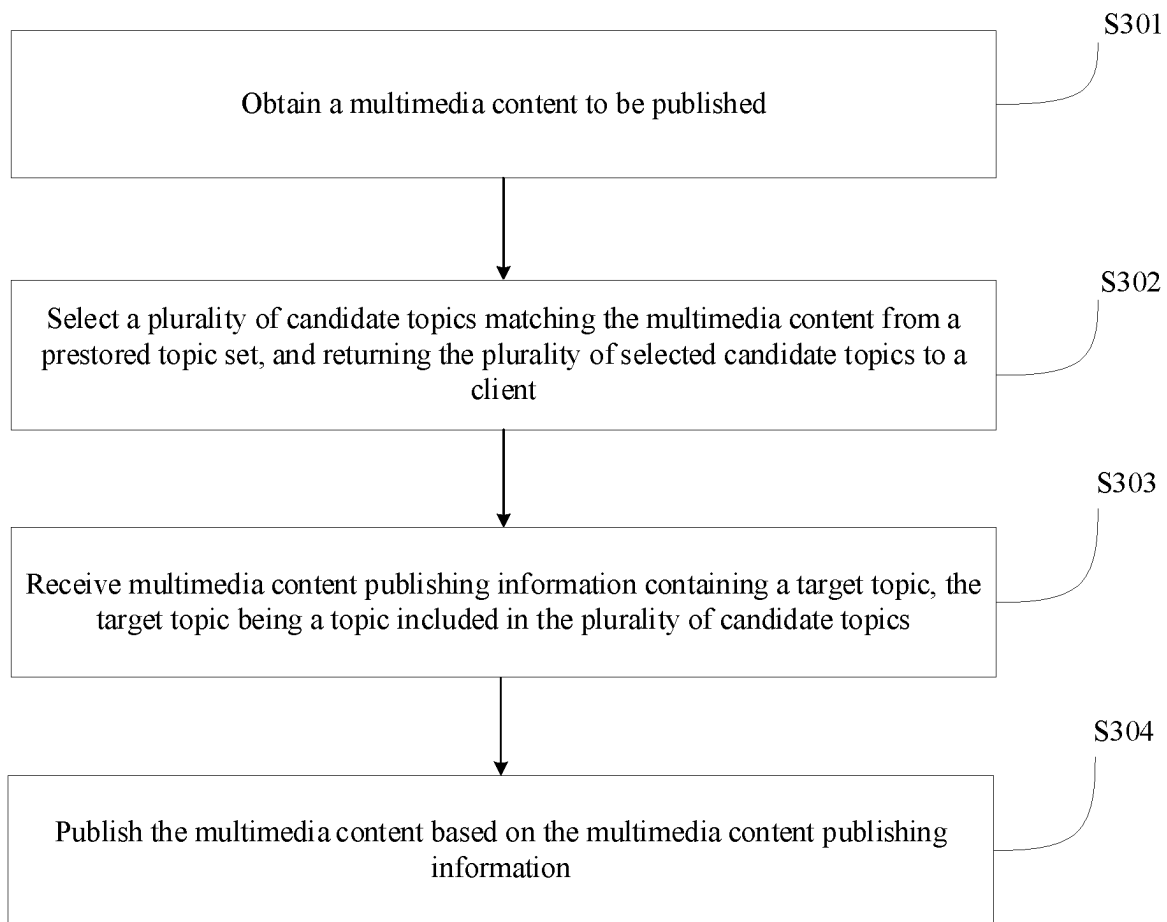 S301
Obtain a multimedia content to be published
S302
Select a plurality of candidate topics matching the multimedia content from a
prestored topic set, and returning the plurality of selected candidate topics to a
client
S303
Receive multimedia content publishing information containing a target topic, the
target topic being a topic included in the plurality of candidate topics
S304
Publish the multimedia content based on the multimedia content publishing
information